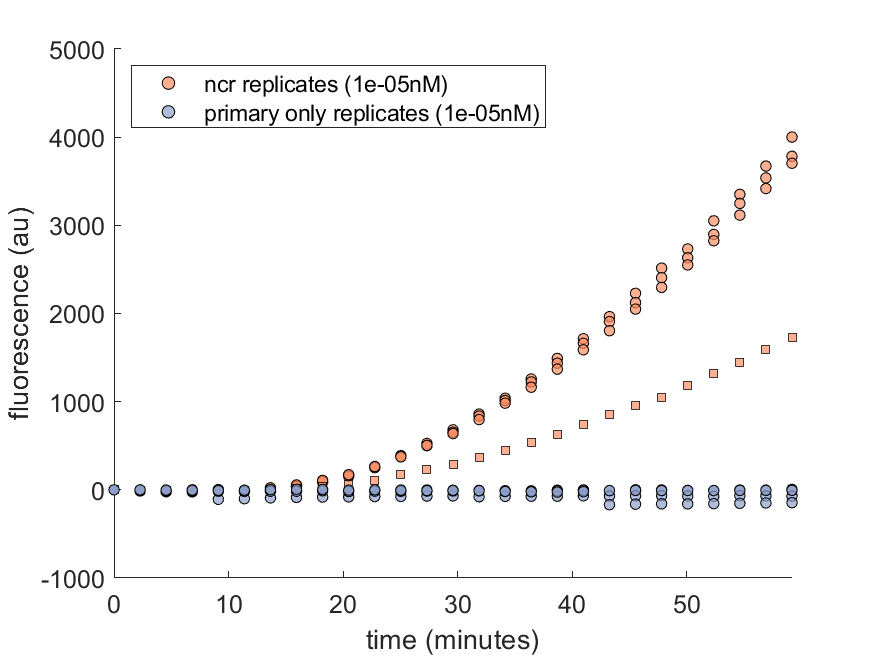 5000
ncr replicates (1e-05nM)
primary only replicates (1e-05nM)
4000
3000
2000
1000
0
-1000
fluorescence (au)
0 10 20 30 40 50
time (minutes)